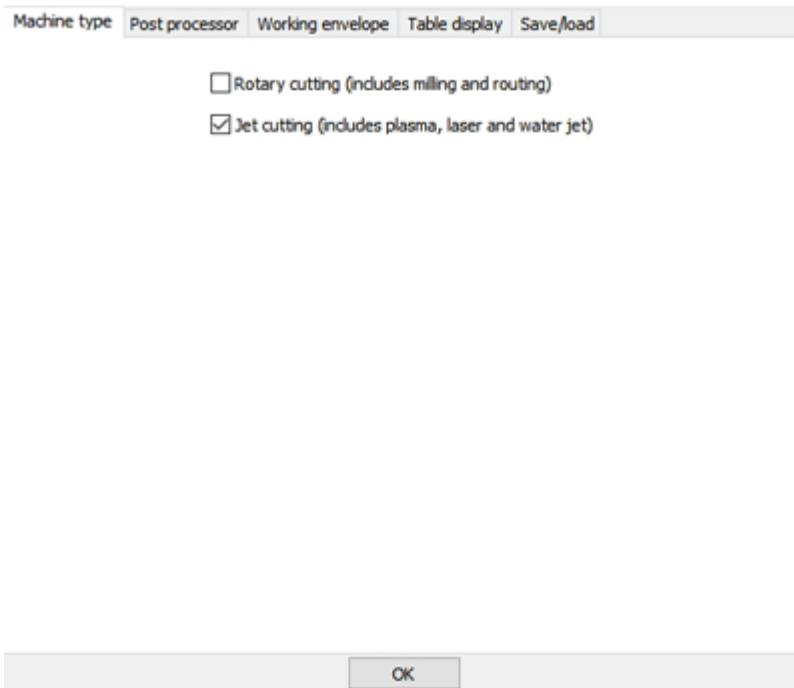 Machine type Post processor Working envelope Table display Save/load
Rotary cutting (includes milling and routing)
Jet cutting (includes plasma, laser and water jet)
OK